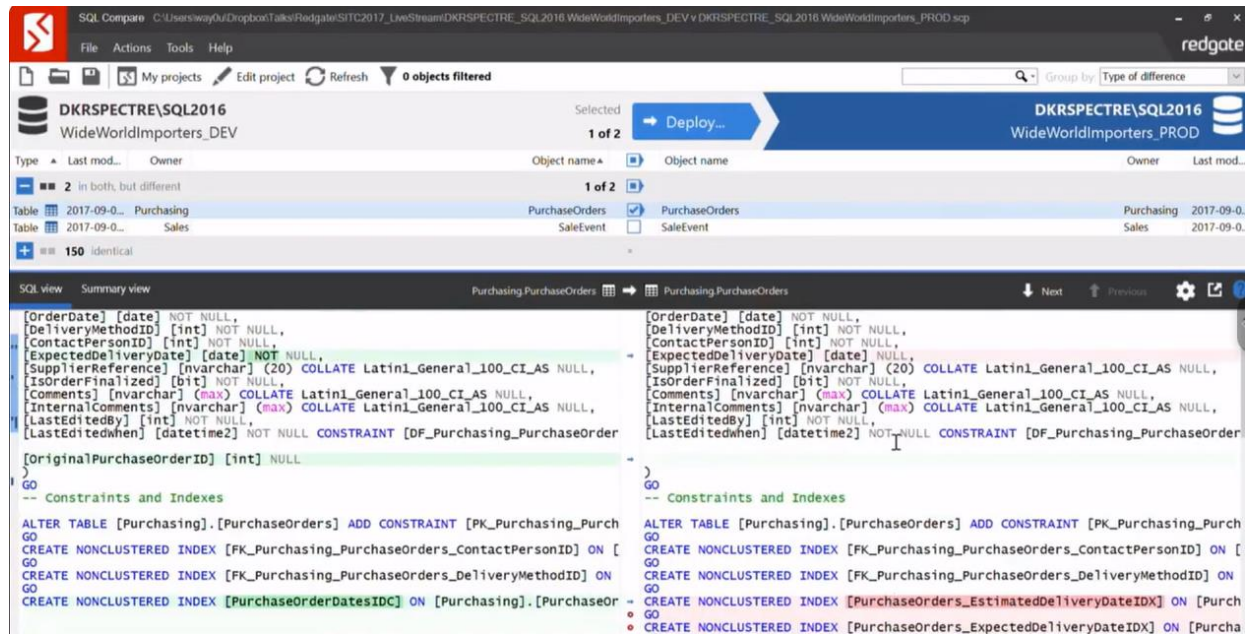 SQL Compare C:\Users\way0u\Dropbox\Talks\Redgate\SITC2017_LiveStream\DKRSPECTRE_SQL2016 WideWorldImporters_DEV v DKRSPECTRE_SQL2016 WideWorldImporters_PROD.scp
File Actions Tools Help redgate
My projects Edit project Refresh 0 objects filtered Group by: Type of difference
DKRSPECTRE\SQL2016 Selected Deploy... DKRSPECTRE\SQL2016
WideWorldImporters_DEV 1 of 2 WideWorldImporters_PROD
Type Last mod... Owner Object name Object name Owner Last mod...
2 in both, but different 1 of 2
Table 2017-09-0... Purchasing PurchaseOrders PurchaseOrders Purchasing 2017-09-0..
Table 2017-09-0... Sales SaleEvent SaleEvent Sales 2017-09-0..
150 identical
SQL view Summary view Purchasing.PurchaseOrders Purchasing.PurchaseOrders Next Previous
[OrderDate] [date] NOT NULL, [OrderDate] [date] NOT NULL,
[DeliveryMethodID] [int] NOT NULL, [DeliveryMethodID] [int] NOT NULL,
[ContactPersonID] [int] NOT NULL, [ContactPersonID] [int] NOT NULL,
[ExpectedDeliveryDate] [date] NOT NULL, [ExpectedDeliveryDate] [date] NULL,
[SupplierReference] [nvarchar] (20) COLLATE Latin1_General_100_CI_AS NULL, [SupplierReference] [nvarchar] (20) COLLATE Latin1_General_100_CI_AS NULL,
[IsOrderFinalized] [bit] NOT NULL, [IsOrderFinalized] [bit] NOT NULL,
[Comments] [nvarchar] (max) COLLATE Latin1_General_100_CI_AS NULL, [Comments] [nvarchar] (max) COLLATE Latin1_General_100_CI_AS NULL,
[InternalComments] [nvarchar] (max) COLLATE Latin1_General_100_CI_AS NULL, [InternalComments] [nvarchar] (max) COLLATE Latin1_General_100_CI_AS NULL,
[LastEditedBy] [int] NOT NULL, [LastEditedBy] [int] NOT NULL,
[LastEditedWhen] [datetime2] NOT NULL CONSTRAINT [DF_Purchasing_PurchaseOrder [LastEditedWhen] [datetime2] NOT NULL CONSTRAINT [DF_Purchasing_PurchaseOrder
[OriginalPurchaseOrderID] [int] NULL
) )
GO GO
-- Constraints and Indexes -- Constraints and Indexes
ALTER TABLE [Purchasing].[PurchaseOrders] ADD CONSTRAINT [PK_Purchasing_Purch ALTER TABLE [Purchasing].[PurchaseOrders] ADD CONSTRAINT [PK_Purchasing_Purch
GO GO
CREATE NONCLUSTERED INDEX [FK_Purchasing_PurchaseOrders_ContactPersonID] ON [ CREATE NONCLUSTERED INDEX [FK_Purchasing_PurchaseOrders_ContactPersonID] ON [
GO GO
CREATE NONCLUSTERED INDEX [FK_Purchasing_PurchaseOrders_DeliveryMethodID] ON CREATE NONCLUSTERED INDEX [FK_Purchasing_PurchaseOrders_DeliveryMethodID] ON
GO GO
CREATE NONCLUSTERED INDEX [PurchaseOrderDatesIDC] ON [Purchasing].[PurchaseOr CREATE NONCLUSTERED INDEX [PurchaseOrders_EstimatedDeliveryDateIDX] ON [Purch
GO
CREATE NONCLUSTERED INDEX [PurchaseOrders_ExpectedDeliveryDateIDX] ON [Purcha